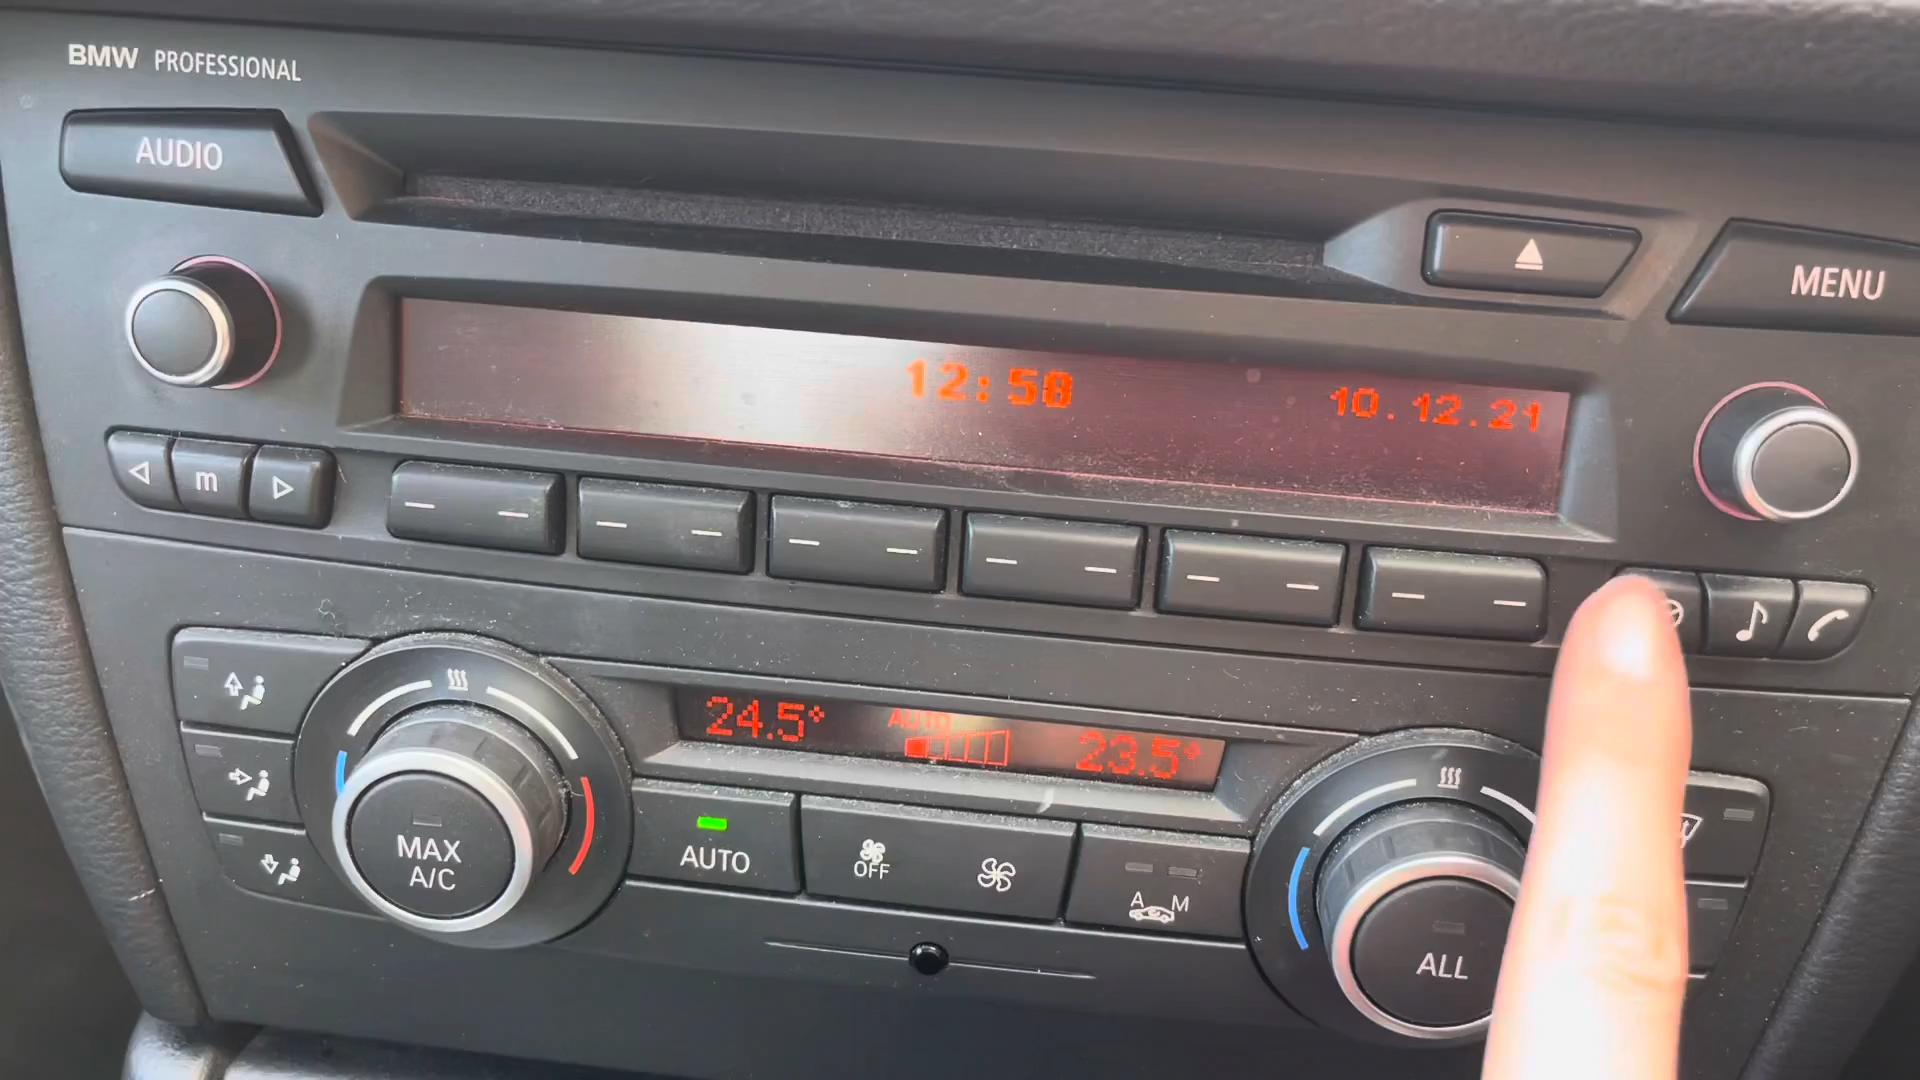 BMW PROFESSIONAL
AUDIO
MENU
12:58
10.12.21
m
24.5°
AUTO
23.5°
MAX
A/C
AUTO
OFF
A M
ALL